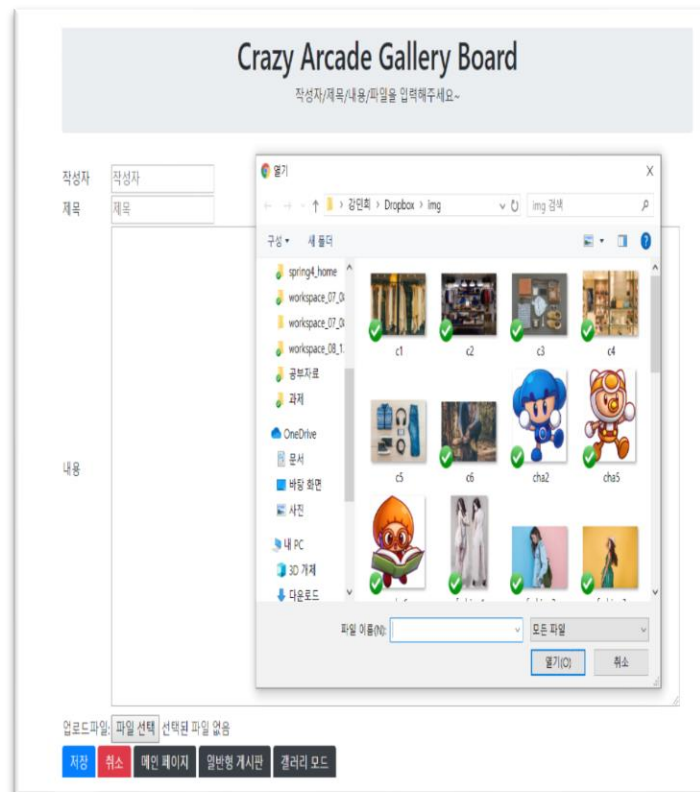 Crazy Arcade Gallery Board
작성자/제목/내용/파일을 입력해주세요~
작성자 작성자
제목 제목
내용
열기 X
강민희 > Dropbox > img
img 검색
구성 새 폴더
spring4_home
workspace_07_0
workspace_07_0
workspace_08_1
공부자료
과제
OneDrive
문서
바탕 화면
사진
내 PC
3D 개체
다운로드
c1 c2 c3 c4
c5 c6 cha2 cha5
파일 이름(N): 모든 파일
열기(O) 취소
업로드파일: 파일 선택 선택된 파일 없음
저장 취소 메인 페이지 일반형 게시판 갤러리 모드